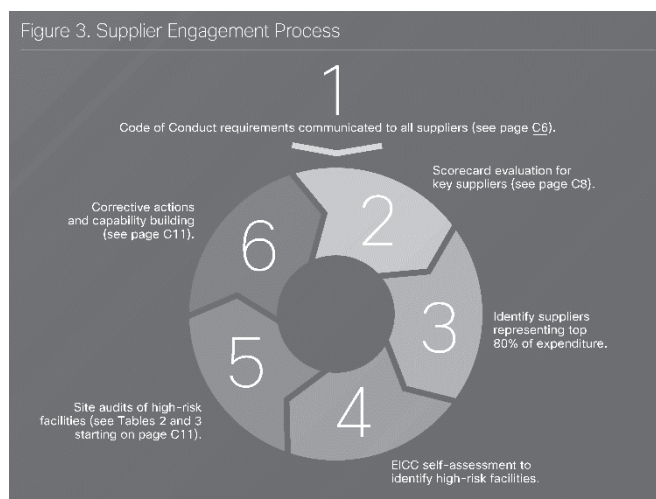 Figure 3. Supplier Engagement Process
1
Code of Conduct requirements communicated to all suppliers (see page C6).
2
Scorecard evaluation for
key suppliers (see page C8).
3
Identify suppliers
representing top
80% of expenditure.
4
EICC self-assessment to
identify high-risk facilities.
5
Site audits of high-risk
facilities (see Tables 2 and 3
starting on page C11).
6
Corrective actions
and capability building
(see page C11).